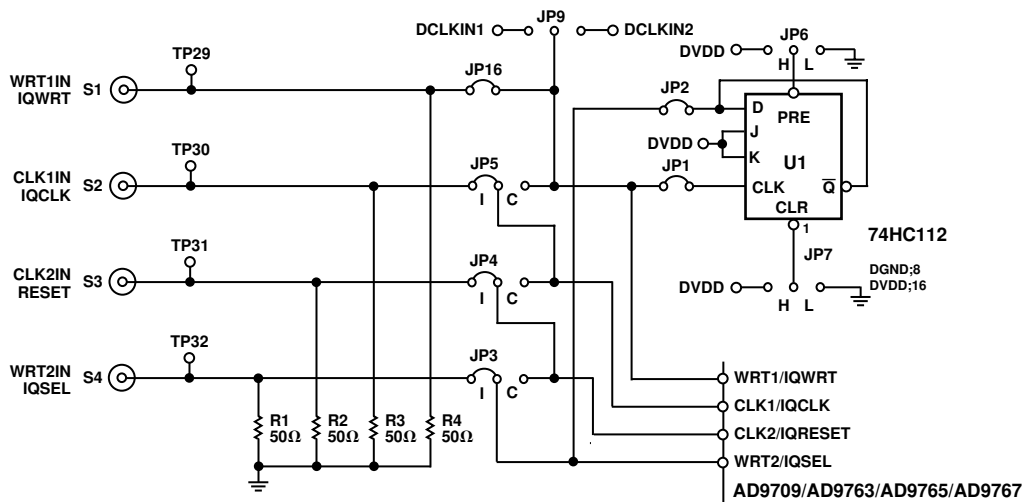 DCLKIN1
JP9
DCLKIN2
JP6
DVDD
H L
TP29
WRT1IN
IQWRT
S1
JP16
JP2
D
PRE
J
DVDD
K
U1
TP30
CLK1IN
IQCLK
S2
JP5
I C
JP1
CLK
Q
CLR
1
74HC112
TP31
CLK2IN
RESET
S3
JP4
I C
JP7
DGND;8
DVDD;16
DVDD
H L
TP32
WRT2IN
IQSEL
S4
JP3
I C
WRT1/IQWRT
CLK1/IQCLK
CLK2/IQRESET
WRT2/IQSEL
R1
50Ω
R2
50Ω
R3
50Ω
R4
50Ω
AD9709/AD9763/AD9765/AD9767